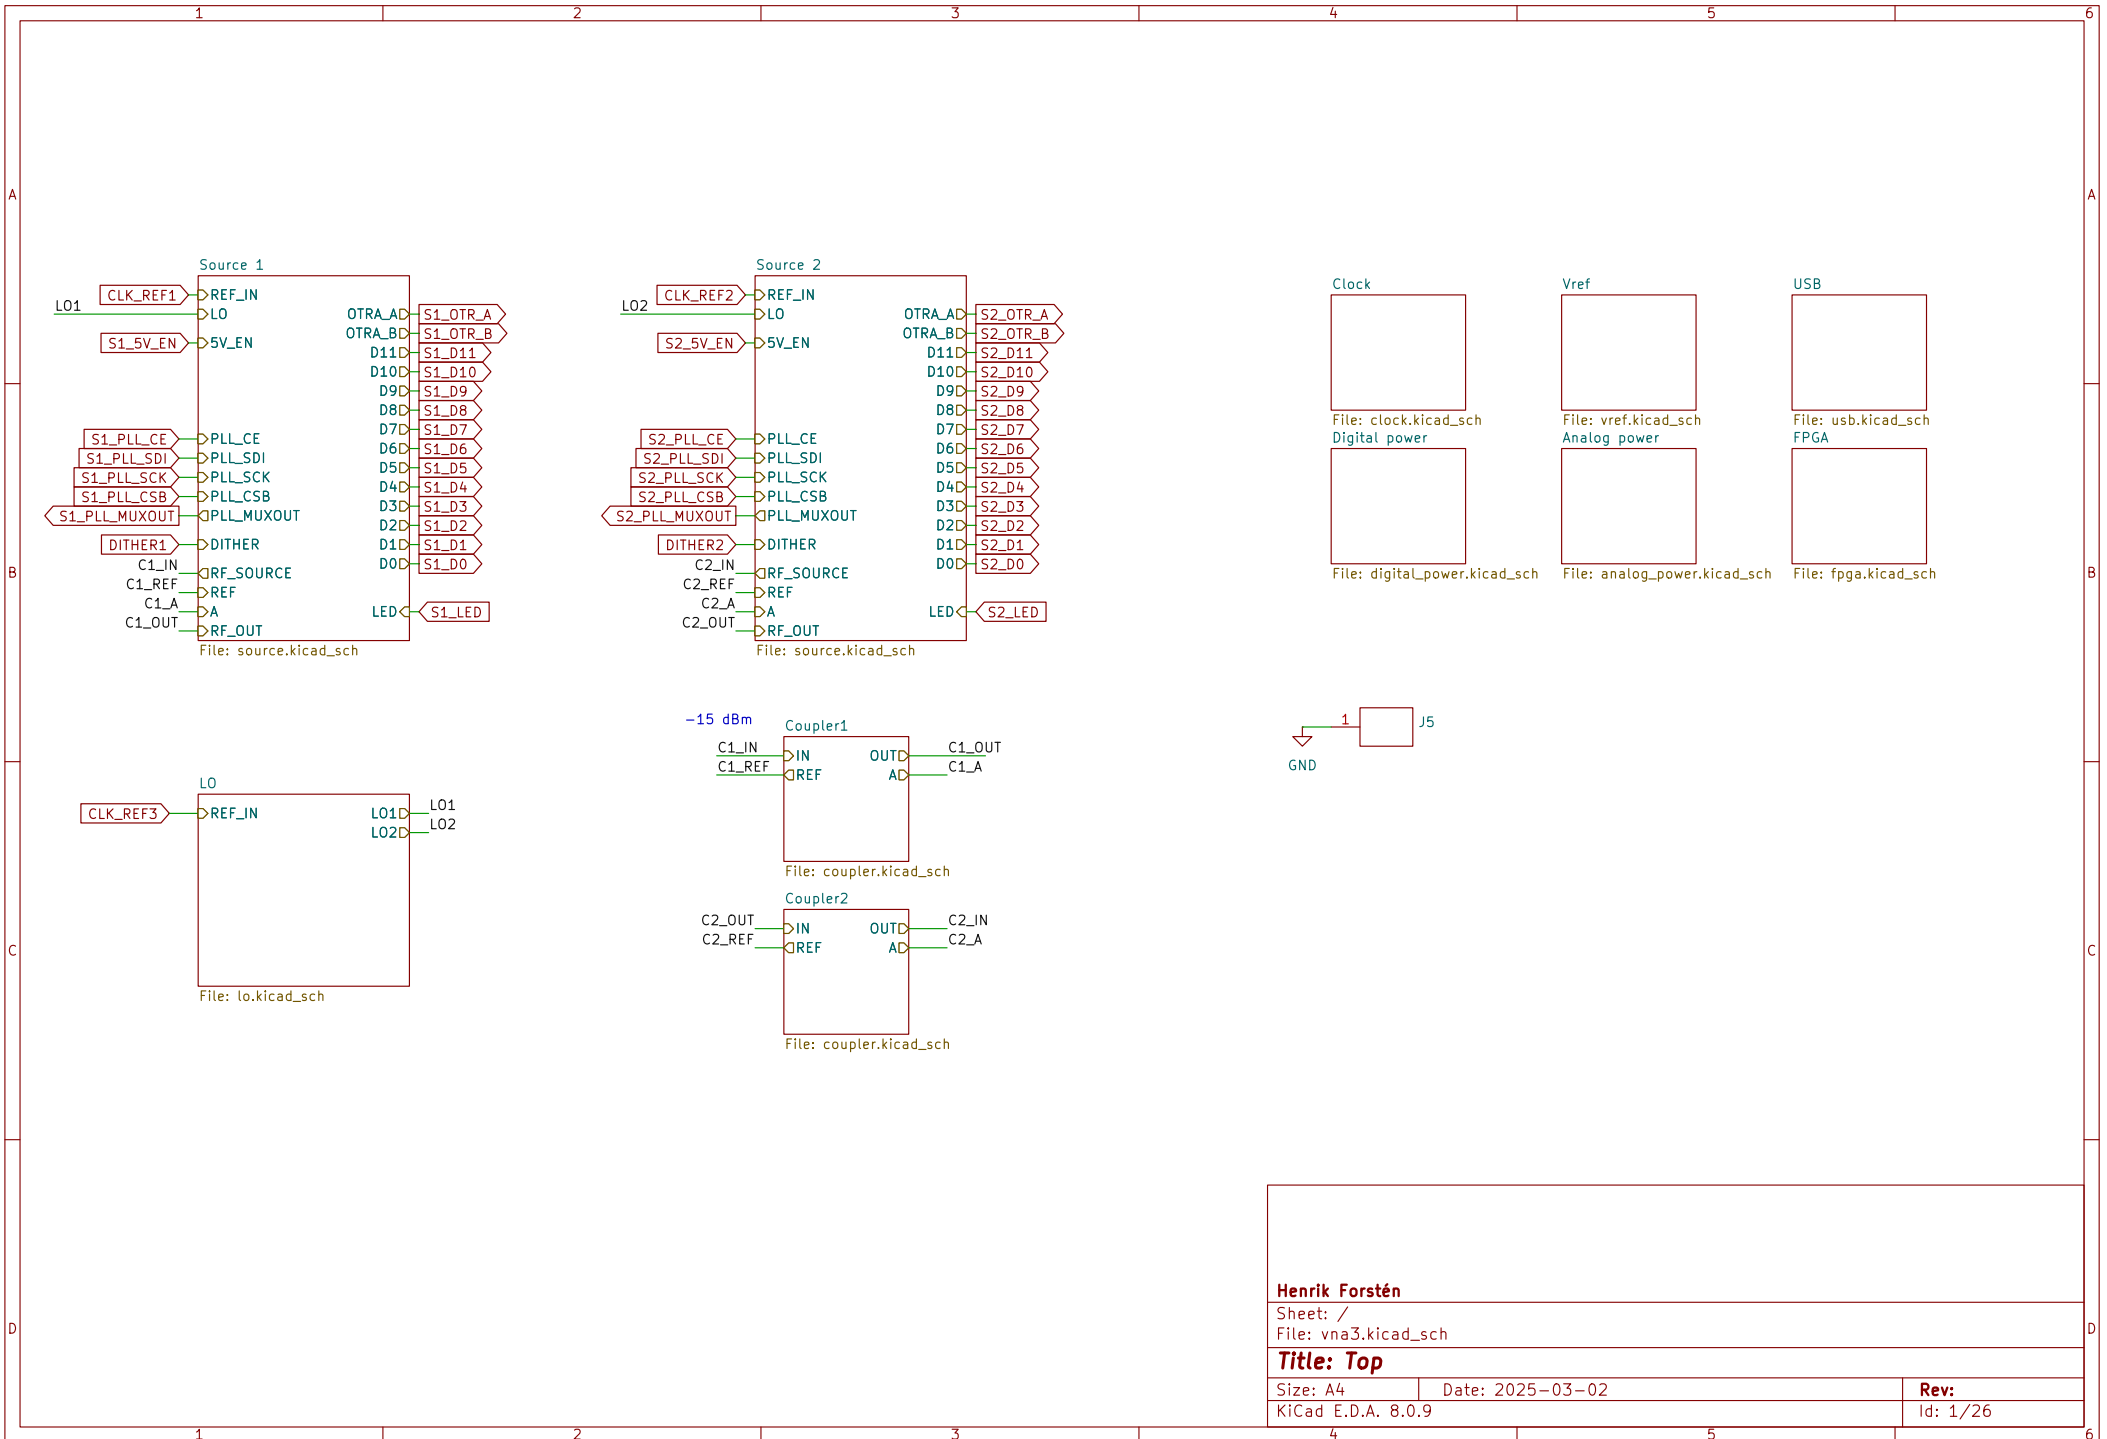 1 2 3 4 5 6
A A
B B
C C
D D
Source 1
CLK_REF1 REF_IN
LO1 LO
S1_5V_EN 5V_EN
S1_PLL_CE PLL_CE
S1_PLL_SDI PLL_SDI
S1_PLL_SCK PLL_SCK
S1_PLL_CSB PLL_CSB
S1_PLL_MUXOUT PLL_MUXOUT
DITHER1 DITHER
C1_IN RF_SOURCE
C1_REF REF
C1_A A
C1_OUT RF_OUT
OTRA_A S1_OTR_A
OTRA_B S1_OTR_B
D11 S1_D11
D10 S1_D10
D9 S1_D9
D8 S1_D8
D7 S1_D7
D6 S1_D6
D5 S1_D5
D4 S1_D4
D3 S1_D3
D2 S1_D2
D1 S1_D1
D0 S1_D0
LED S1_LED
File: source.kicad_sch
Source 2
CLK_REF2 REF_IN
LO2 LO
S2_5V_EN 5V_EN
S2_PLL_CE PLL_CE
S2_PLL_SDI PLL_SDI
S2_PLL_SCK PLL_SCK
S2_PLL_CSB PLL_CSB
S2_PLL_MUXOUT PLL_MUXOUT
DITHER2 DITHER
C2_IN RF_SOURCE
C2_REF REF
C2_A A
C2_OUT RF_OUT
OTRA_A S2_OTR_A
OTRA_B S2_OTR_B
D11 S2_D11
D10 S2_D10
D9 S2_D9
D8 S2_D8
D7 S2_D7
D6 S2_D6
D5 S2_D5
D4 S2_D4
D3 S2_D3
D2 S2_D2
D1 S2_D1
D0 S2_D0
LED S2_LED
File: source.kicad_sch
Clock
File: clock.kicad_sch
Vref
File: vref.kicad_sch
USB
File: usb.kicad_sch
Digital power
File: digital_power.kicad_sch
Analog power
File: analog_power.kicad_sch
FPGA
File: fpga.kicad_sch
LO
CLK_REF3 REF_IN
LO1 LO1
LO2 LO2
File: lo.kicad_sch
-15 dBm
Coupler1
C1_IN IN OUT C1_OUT
C1_REF REF A C1_A
File: coupler.kicad_sch
Coupler2
C2_OUT IN OUT C2_IN
C2_REF REF A C2_A
File: coupler.kicad_sch
1 J5
GND
Henrik Forstén
Sheet: /
File: vna3.kicad_sch
Title: Top
Size: A4 Date: 2025-03-02 Rev:
KiCad E.D.A. 8.0.9 Id: 1/26
1 2 3 4 5 6